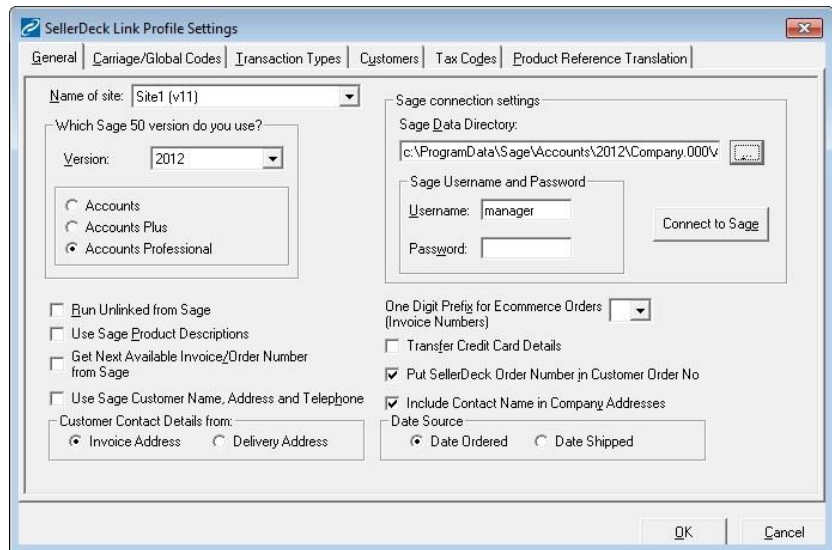 SellerDeck Link Profile Settings
General Carriage/Global Codes Transaction Types Customers Tax Codes Product Reference Translation
Name of site: Site1 (v11)
Which Sage 50 version do you use?
Version: 2012
Accounts
Accounts Plus
Accounts Professional
Sage connection settings
Sage Data Directory:
c:\ProgramData\Sage\Accounts\2012\Company.000\ ...
Sage Username and Password
Username: manager
Password:
Connect to Sage
Run Unlinked from Sage
Use Sage Product Descriptions
Get Next Available Invoice/Order Number
from Sage
Use Sage Customer Name, Address and Telephone
Customer Contact Details from:
Invoice Address Delivery Address
One Digit Prefix for Ecommerce Orders
(Invoice Numbers)
Transfer Credit Card Details
Put SellerDeck Order Number in Customer Order No
Include Contact Name in Company Addresses
Date Source
Date Ordered Date Shipped
OK Cancel